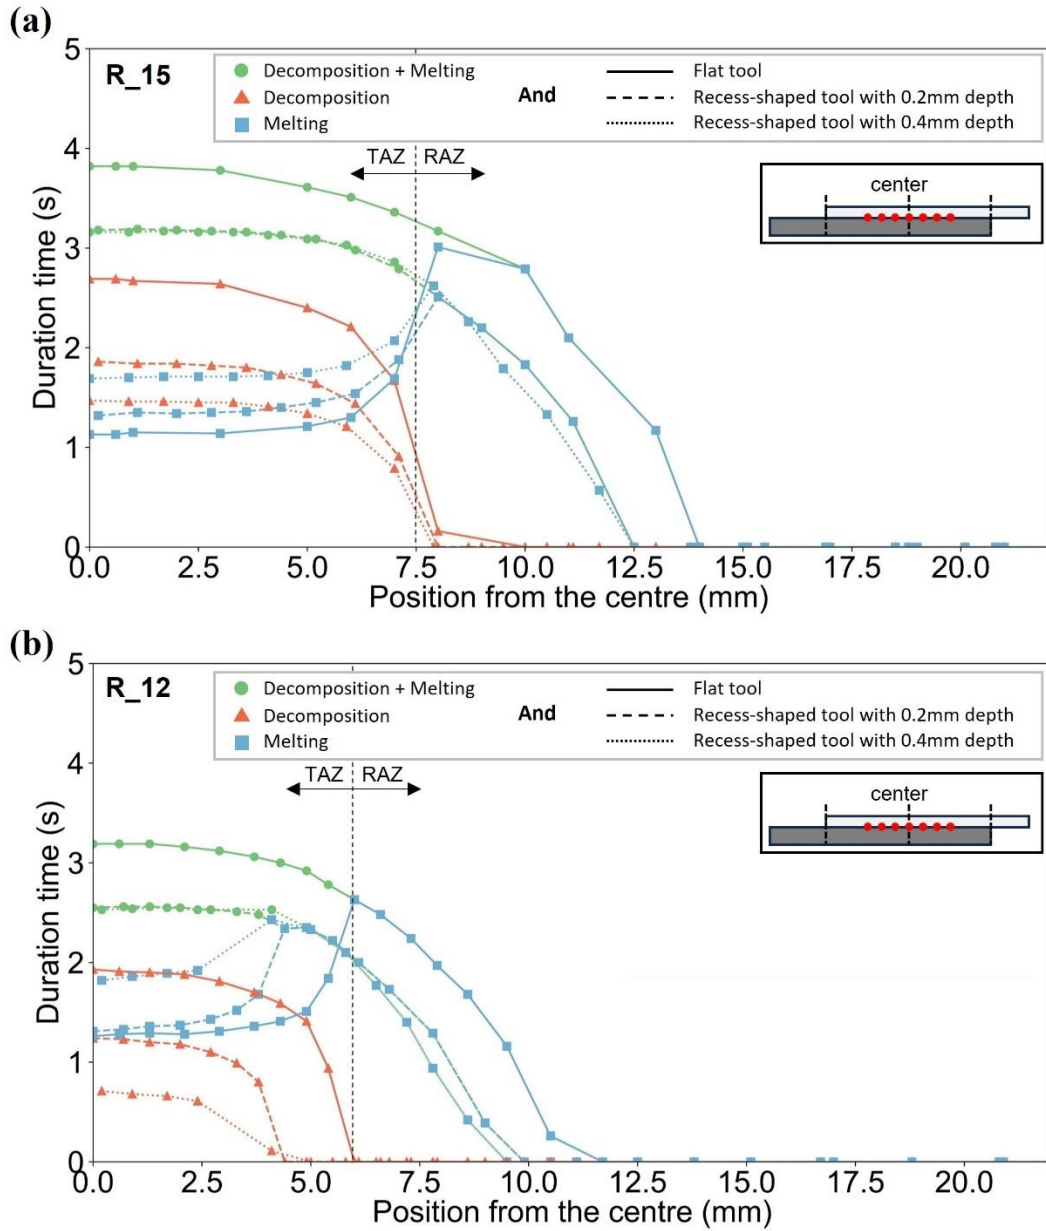 (a)
5
R_15
Decomposition + Melting
Decomposition
Melting
And
Flat tool
Recess-shaped tool with 0.2mm depth
Recess-shaped tool with 0.4mm depth
4
TAZ RAZ
center
3
2
1
0
Duration time (s)
0.0 2.5 5.0 7.5 10.0 12.5 15.0 17.5 20.0
Position from the centre (mm)
(b)
5
R_12
Decomposition + Melting
Decomposition
Melting
And
Flat tool
Recess-shaped tool with 0.2mm depth
Recess-shaped tool with 0.4mm depth
4
TAZ RAZ
center
3
2
1
0
Duration time (s)
0.0 2.5 5.0 7.5 10.0 12.5 15.0 17.5 20.0
Position from the centre (mm)